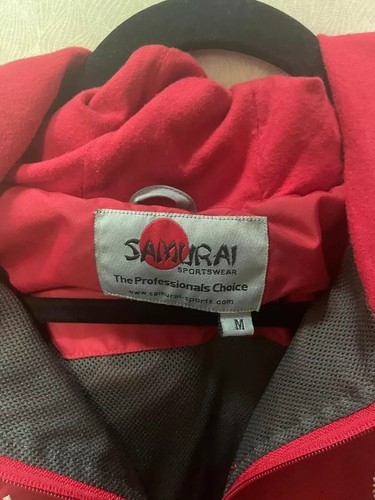 SAMURAI
SPORTSWEAR
The Professionals Choice
www.samurai-sports.com
M